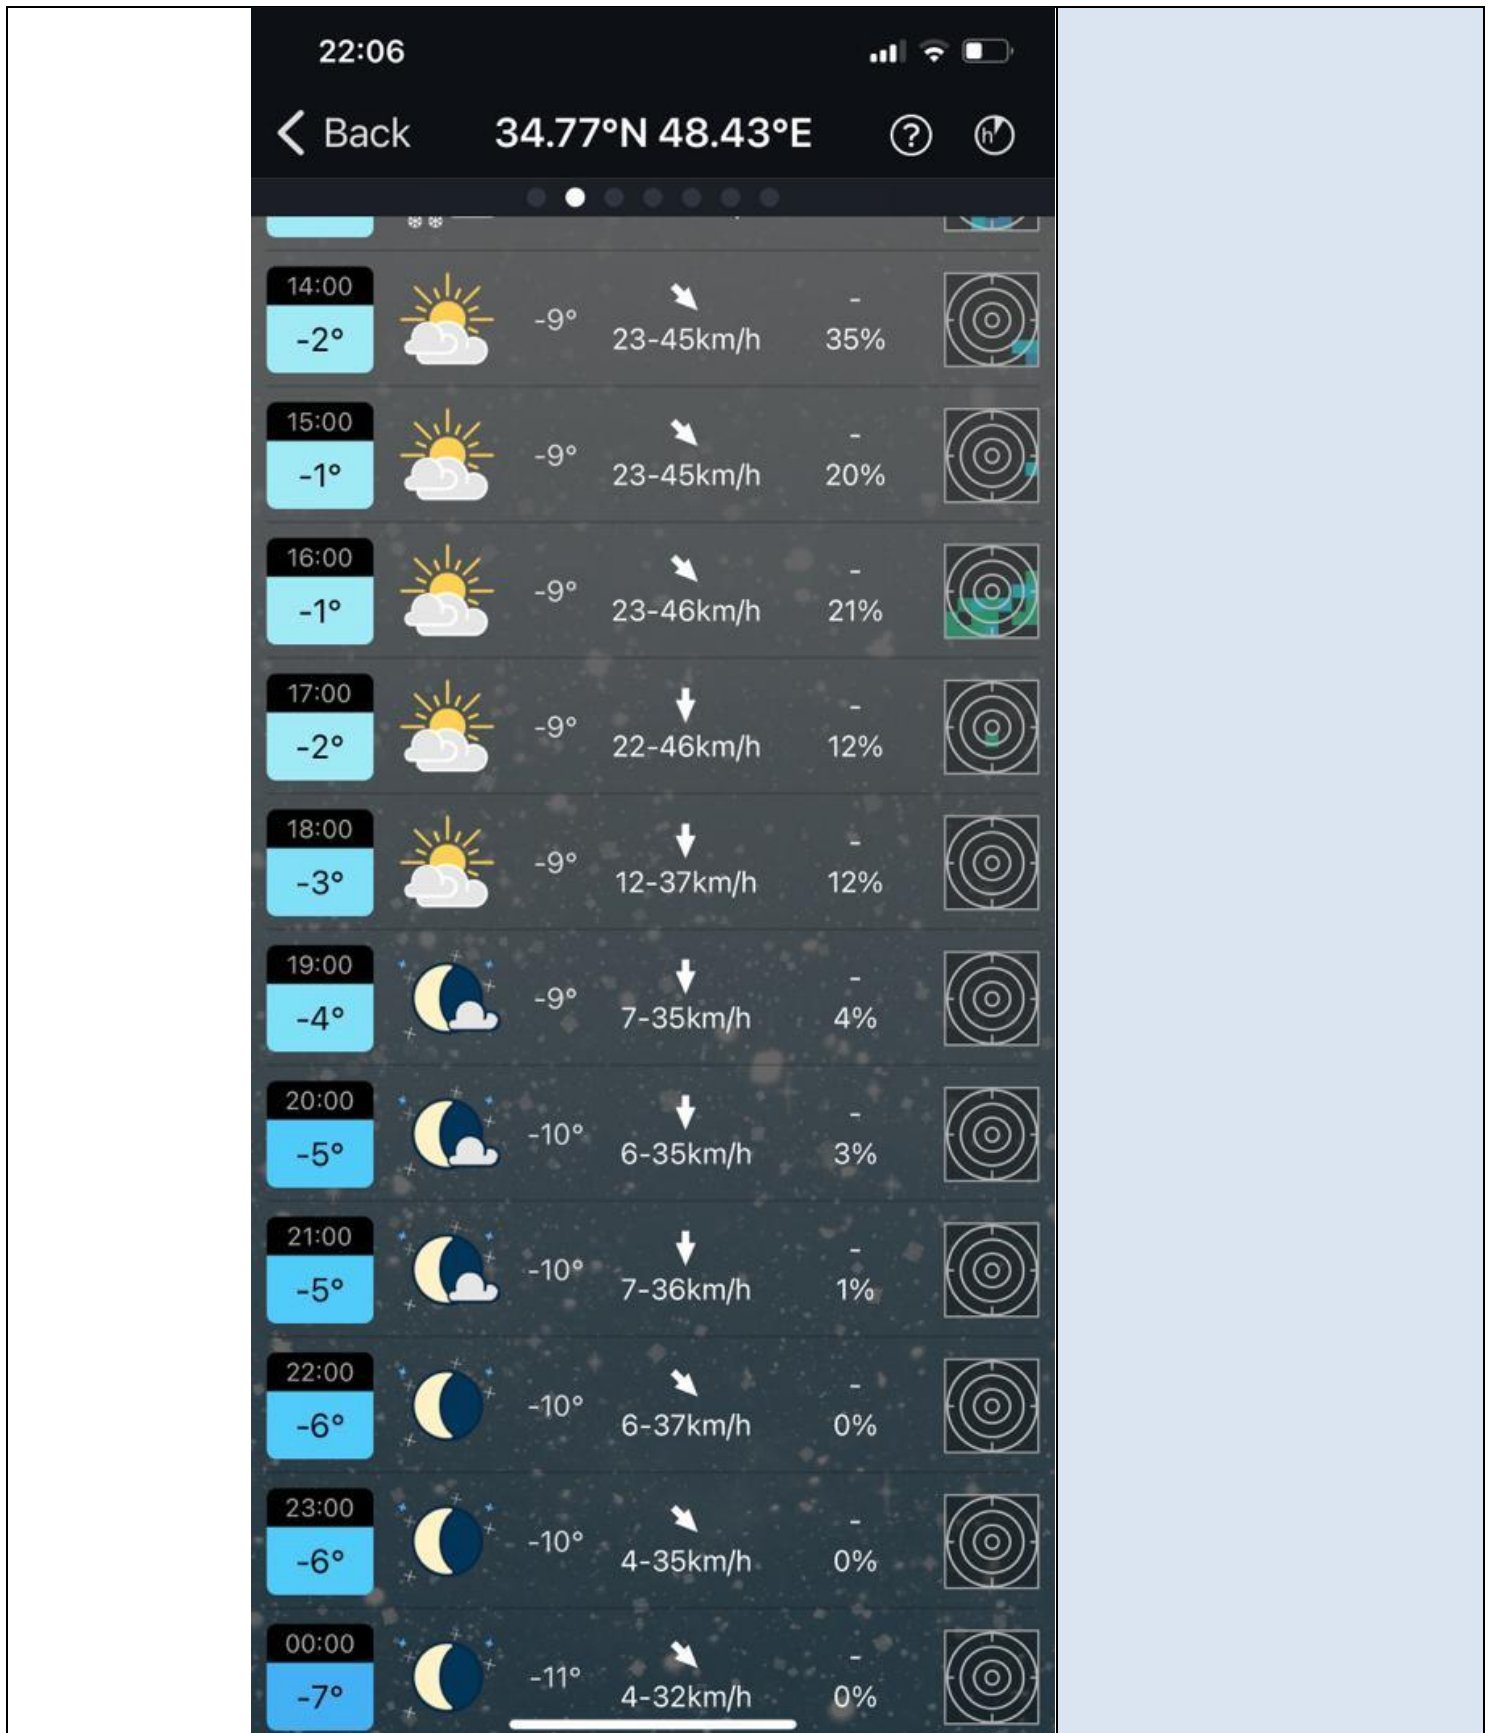 22:06
Back 34.77°N 48.43°E ? h
14:00
-2° -9° 23-45km/h - 35%
15:00
-1° -9° 23-45km/h - 20%
16:00
-1° -9° 23-46km/h - 21%
17:00
-2° -9° 22-46km/h - 12%
18:00
-3° -9° 12-37km/h - 12%
19:00
-4° -9° 7-35km/h - 4%
20:00
-5° -10° 6-35km/h - 3%
21:00
-5° -10° 7-36km/h - 1%
22:00
-6° -10° 6-37km/h - 0%
23:00
-6° -10° 4-35km/h - 0%
00:00
-7° -11° 4-32km/h - 0%